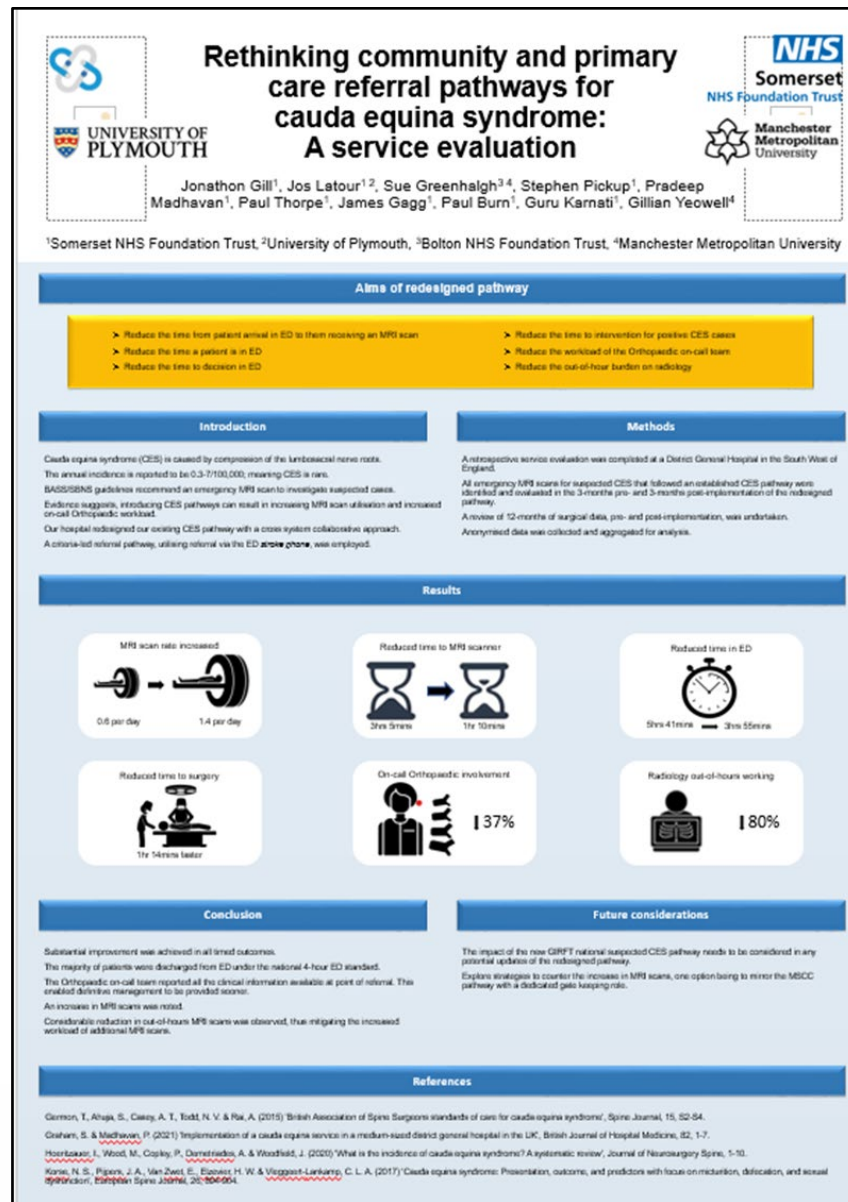 Rethinking community and primary
care referral pathways for
cauda equina syndrome:
A service evaluation
UNIVERSITY OF
PLYMOUTH
NHS
Somerset
NHS Foundation Trust
Manchester
Metropolitan
University
Jonathon Gill¹, Jos Latour¹ ², Sue Greenhalgh³ ⁴, Stephen Pickup¹, Pradeep
Madhavan¹, Paul Thorpe¹, James Gagg¹, Paul Burn¹, Guru Karnati¹, Gillian Yeowell⁴
¹Somerset NHS Foundation Trust, ²University of Plymouth, ³Bolton NHS Foundation Trust, ⁴Manchester Metropolitan University
Aims of redesigned pathway
➤ Reduce the time from patient arrival in ED to them receiving an MRI scan
➤ Reduce the time a patient is in ED
➤ Reduce the time to decision in ED
➤ Reduce the time to intervention for positive CES cases
➤ Reduce the workload of the Orthopaedic on-call team
➤ Reduce the out-of-hour burden on radiology
Introduction
Cauda equina syndrome (CES) is caused by compression of the lumbosacral nerve roots.
The annual incidence is reported to be 0.3-7/100,000; meaning CES is rare.
BASS/SBNS guidelines recommend an emergency MRI scan to investigate suspected cases.
Evidence suggests, introducing CES pathways can result in increasing MRI scan utilisation and increased
on-call Orthopaedic workload.
Our hospital redesigned our existing CES pathway with a cross system collaborative approach.
A criteria-led referral pathway, utilising referral via the ED stroke phone, was employed.
Methods
A retrospective service evaluation was completed at a District General Hospital in the South West of
England.
All emergency MRI scans for suspected CES that followed an established CES pathway were
identified and evaluated in the 3-months pre- and 3-months post-implementation of the redesigned
pathway.
A review of 12-months of surgical data, pre- and post-implementation, was undertaken.
Anonymised data was collected and aggregated for analysis.
Results
MRI scan rate increased
0.6 per day
1.4 per day
Reduced time to MRI scanner
3hrs 5mins
1hr 10mins
Reduced time in ED
5hrs 41mins
3hrs 55mins
Reduced time to surgery
1hr 14mins faster
On-call Orthopaedic involvement
37%
Radiology out-of-hours working
80%
Conclusion
Substantial improvement was achieved in all timed outcomes.
The majority of patients were discharged from ED under the national 4-hour ED standard.
The Orthopaedic on-call team reported all the clinical information available at point of referral. This
enabled definitive management to be provided sooner.
An increase in MRI scans was noted.
Considerable reduction in out-of-hours MRI scans was observed, thus mitigating the increased
workload of additional MRI scans.
Future considerations
The impact of the new GIRFT national suspected CES pathway needs to be considered in any
potential updates of the redesigned pathway.
Explore strategies to counter the increase in MRI scans, one option being to mirror the MSCC
pathway with a dedicated gate keeping role.
References
Germon, T., Ahuja, S., Casey, A. T., Todd, N. V. & Rai, A. (2015) 'British Association of Spine Surgeons standards of care for cauda equina syndrome', Spine Journal, 15, S2-S4.
Graham, S. & Madhavan, P. (2021) 'Implementation of a cauda equina service in a medium-sized district general hospital in the UK', British Journal of Hospital Medicine, 82, 1-7.
Hoeritzauer, I., Wood, M., Copley, P., Demetriades, A. & Woodfield, J. (2020) 'What is the incidence of cauda equina syndrome? A systematic review', Journal of Neurosurgery Spine, 1-10.
Korse, N. S., Pijpers, J. A., Van Zwet, E., Elzevier, H. W. & Vleggeert-Lankamp, C. L. A. (2017) 'Cauda equina syndrome: Presentation, outcome, and predictors with focus on micturition, defecation, and sexual
dysfunction', European Spine Journal, 26,